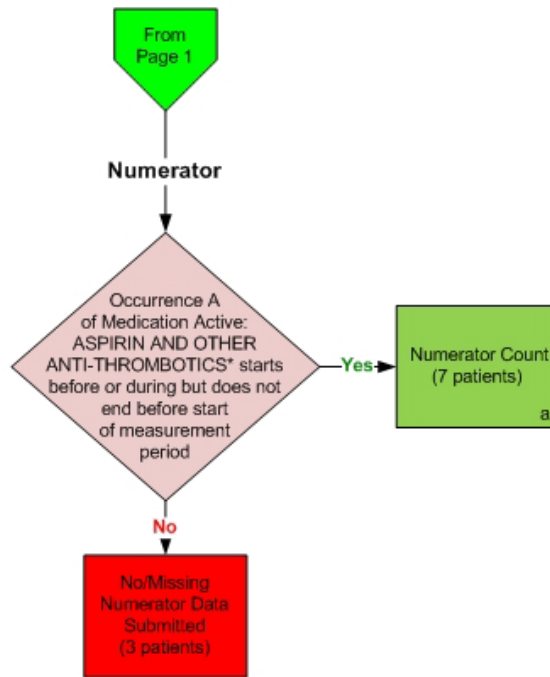 From
Page 1
Numerator
Occurrence A
of Medication Active:
ASPIRIN AND OTHER
ANTI-THROMBOTICS* starts
before or during but does not
end before start
of measurement
period
Yes
Numerator Count
(7 patients)
a
No
No/Missing
Numerator Data
Submitted
(3 patients)